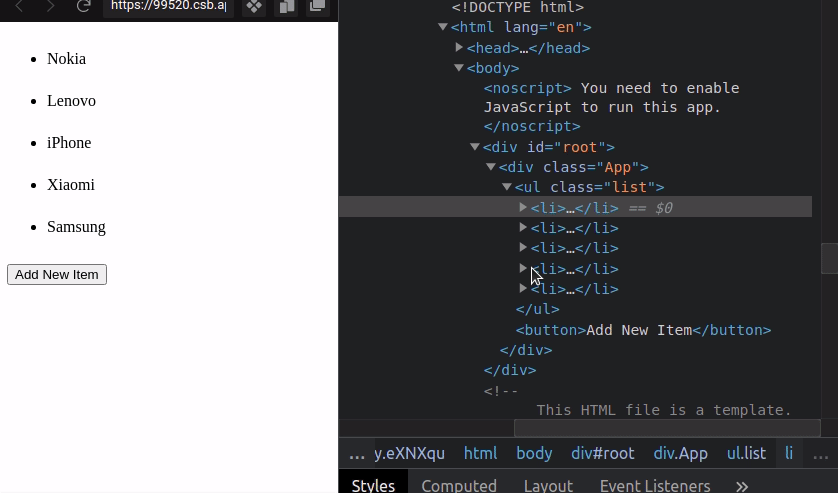 https://99520.csb.ap
Nokia
Lenovo
iPhone
Xiaomi
Samsung
Add New Item
<!DOCTYPE html>
<html lang="en">
<head>…</head>
<body>
<noscript> You need to enable
JavaScript to run this app.
</noscript>
<div id="root">
<div class="App">
<ul class="list">
<li>…</li> == $0
<li>…</li>
<li>…</li>
<li>…</li>
<li>…</li>
</ul>
<button>Add New Item</button>
</div>
</div>
<!--
This HTML file is a template.
... y.eXNXqu html body div#root div.App ul.list li ...
Styles Computed Layout Event Listeners »